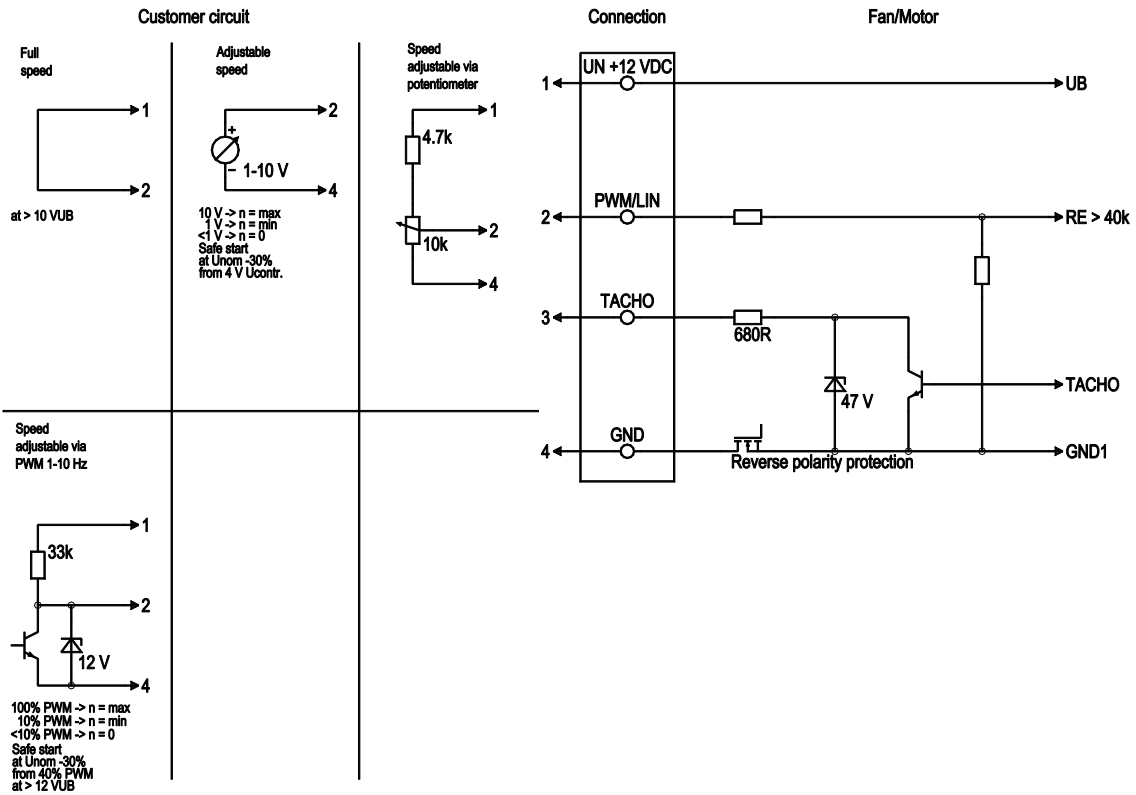 Customer circuit
Connection
Fan/Motor
Full
speed
1
2
at > 10 VUB
Adjustable
speed
2
+
– 1-10 V
4
10 V -> n = max
1 V -> n = min
<1 V -> n = 0
Safe start
at Unom -30%
from 4 V Ucontr.
Speed
adjustable via
potentiometer
1
4.7k
2
10k
4
Speed
adjustable via
PWM 1-10 Hz
1
33k
2
12 V
4
100% PWM -> n = max
10% PWM -> n = min
<10% PWM -> n = 0
Safe start
at Unom -30%
from 40% PWM
at > 12 VUB
UN +12 VDC
1
UB
PWM/LIN
2
RE > 40k
TACHO
3
680R
47 V
TACHO
GND
4
GND1
Reverse polarity protection